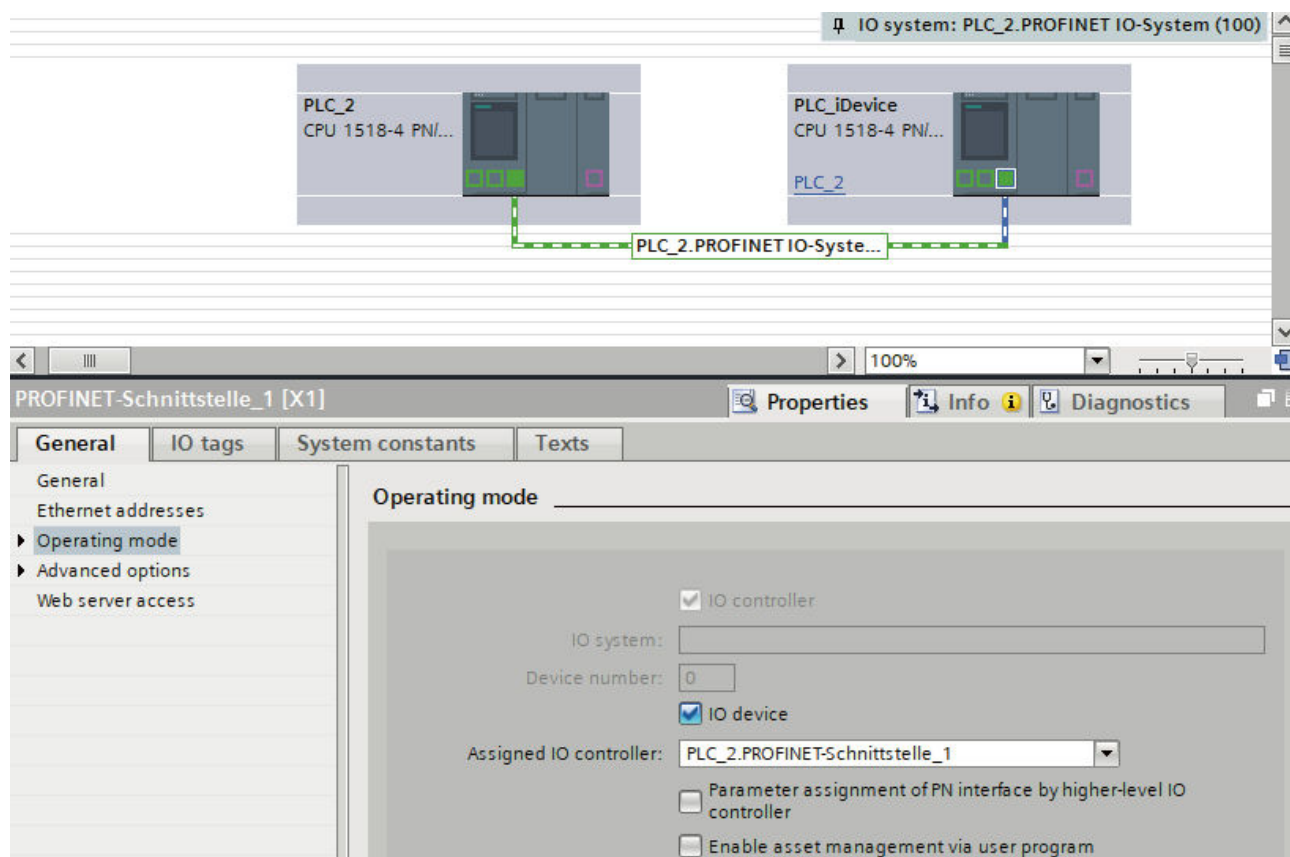 IO system: PLC_2.PROFINET IO-System (100)
PLC_2
CPU 1518-4 PN/...
PLC_iDevice
CPU 1518-4 PN/...
PLC_2
PLC_2.PROFINET IO-Syste...
100%
PROFINET-Schnittstelle_1 [X1]
Properties
Info
Diagnostics
General
IO tags
System constants
Texts
General
Ethernet addresses
Operating mode
Advanced options
Web server access
Operating mode
IO controller
IO system:
Device number: 0
IO device
Assigned IO controller: PLC_2.PROFINET-Schnittstelle_1
Parameter assignment of PN interface by higher-level IO
controller
Enable asset management via user program